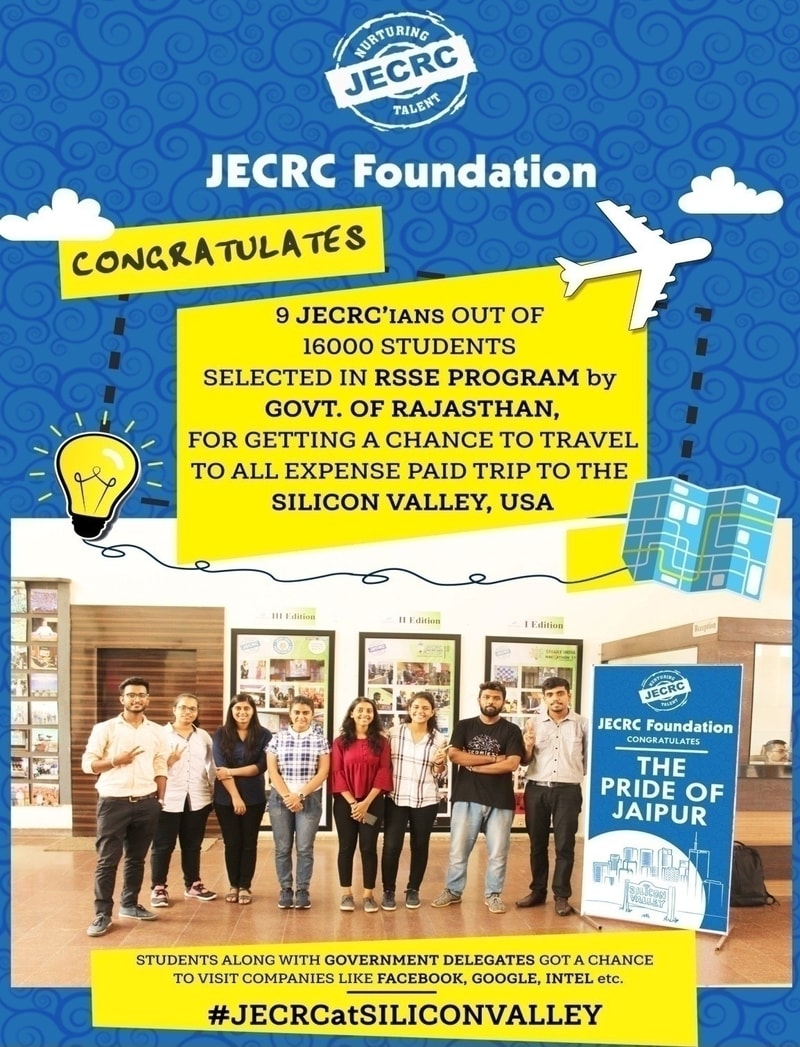 NURTURING
JECRC
TALENT
JECRC Foundation
CONGRATULATES
9 JECRC'IANS OUT OF
16000 STUDENTS
SELECTED IN RSSE PROGRAM by
GOVT. OF RAJASTHAN,
FOR GETTING A CHANCE TO TRAVEL
TO ALL EXPENSE PAID TRIP TO THE
SILICON VALLEY, USA
III Edition
II Edition
I Edition
Reception
NURTURING
JECRC
TALENT
JECRC Foundation
CONGRATULATES
THE
PRIDE OF
JAIPUR
SILICON
VALLEY
STUDENTS ALONG WITH GOVERNMENT DELEGATES GOT A CHANCE
TO VISIT COMPANIES LIKE FACEBOOK, GOOGLE, INTEL etc.
#JECRCatSILICONVALLEY